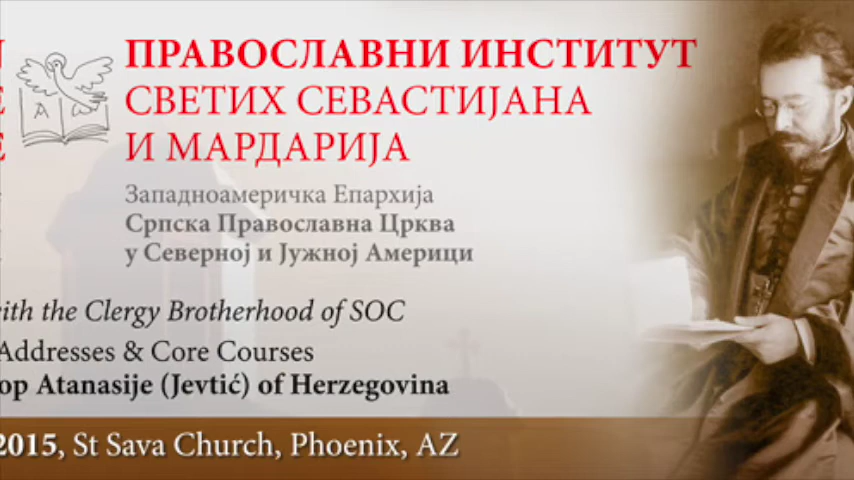 ПРАВОСЛАВНИ ИНСТИТУТ
СВЕТИХ СЕВАСТИЈАНА
И МАРДАРИЈА
Западноамеричка Епархија
Српска Православна Црква
у Северној и Јужној Америци
with the Clergy Brotherhood of SOC
Addresses & Core Courses
op Atanasije (Jevtić) of Herzegovina
2015, St Sava Church, Phoenix, AZ